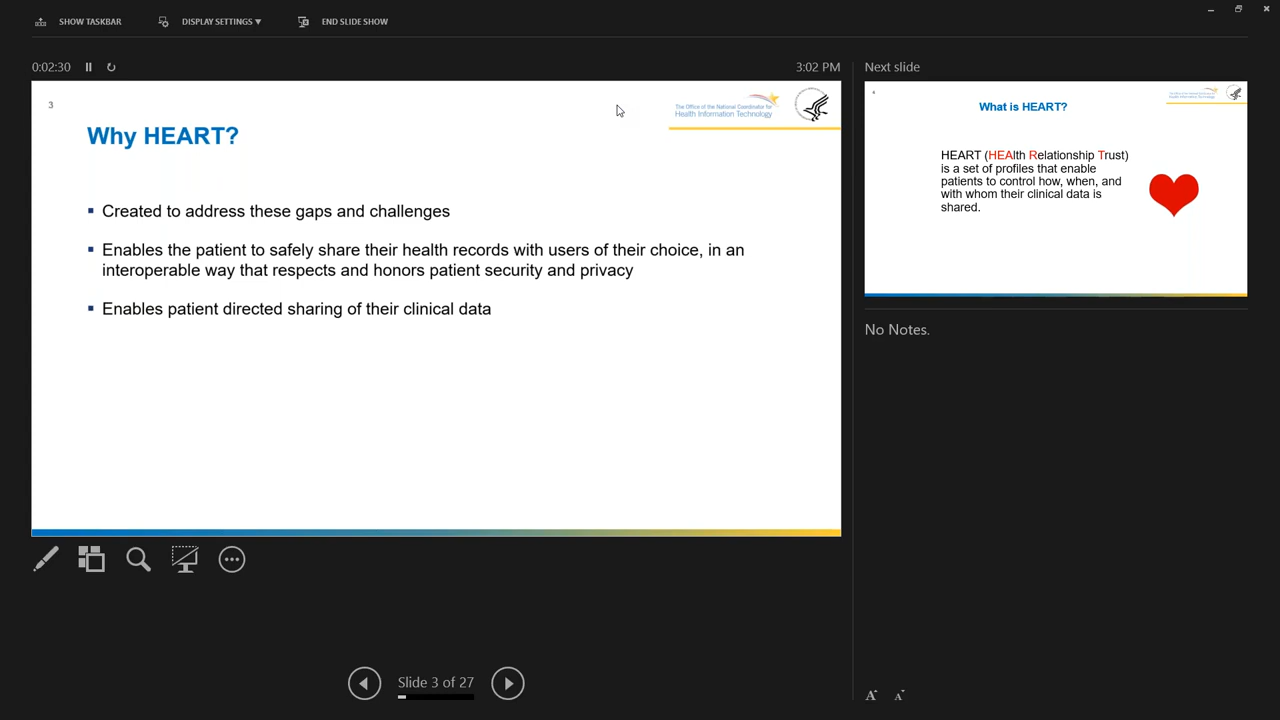 SHOW TASKBAR
DISPLAY SETTINGS ▼
END SLIDE SHOW
0:02:30
3:02 PM
3
The Office of the National Coordinator for
Health Information Technology
Why HEART?
▪ Created to address these gaps and challenges
▪ Enables the patient to safely share their health records with users of their choice, in an
interoperable way that respects and honors patient security and privacy
▪ Enables patient directed sharing of their clinical data
Slide 3 of 27
Next slide
4
What is HEART?
HEART (HEAlth Relationship Trust)
is a set of profiles that enable
patients to control how, when, and
with whom their clinical data is
shared.
No Notes.
A A